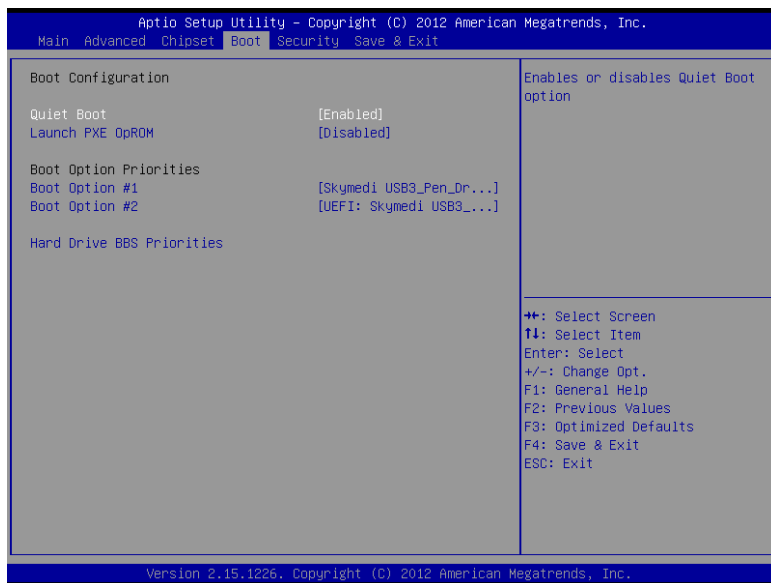 Aptio Setup Utility – Copyright (C) 2012 American Megatrends, Inc.
Main Advanced Chipset Boot Security Save & Exit
Boot Configuration
Quiet Boot [Enabled]
Launch PXE OpROM [Disabled]
Boot Option Priorities
Boot Option #1 [Skymedi USB3_Pen_Dr...]
Boot Option #2 [UEFI: Skymedi USB3_...]
Hard Drive BBS Priorities
Enables or disables Quiet Boot
option
→←: Select Screen
↑↓: Select Item
Enter: Select
+/-: Change Opt.
F1: General Help
F2: Previous Values
F3: Optimized Defaults
F4: Save & Exit
ESC: Exit
Version 2.15.1226. Copyright (C) 2012 American Megatrends, Inc.